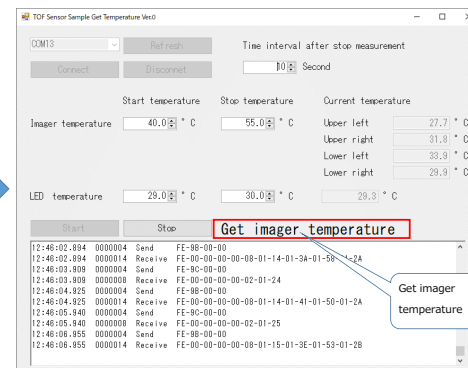 TOF Sensor Sample Get Temperature Ver.0
COM13 Refresh Time interval after stop measurement
Connect Disconnet 10 Second
Start temperature Stop temperature Current temperature
Imager temperature 40.0 ° C 55.0 ° C Upper left 27.7 ° C
Upper right 31.8 ° C
Lower left 33.9 ° C
Lower right 29.9 ° C
LED temperature 29.0 ° C 30.0 ° C 29.3 ° C
Start Stop Get imager temperature
12:46:02.894 0000004 Send FE-9B-00-00
12:46:02.894 0000014 Receive FE-00-00-00-00-08-01-14-01-3A-01-58-01-2A
12:46:03.909 0000004 Send FE-9C-00-00
12:46:03.909 0000008 Receive FE-00-00-00-00-02-01-24
12:46:04.925 0000004 Send FE-9B-00-00
12:46:04.925 0000014 Receive FE-00-00-00-00-08-01-14-01-41-01-50-01-2A
12:46:05.940 0000004 Send FE-9C-00-00
12:46:05.940 0000008 Receive FE-00-00-00-00-02-01-25
12:46:06.955 0000004 Send FE-9B-00-00
12:46:06.955 0000014 Receive FE-00-00-00-00-08-01-15-01-3E-01-53-01-2B
Get imager
temperature